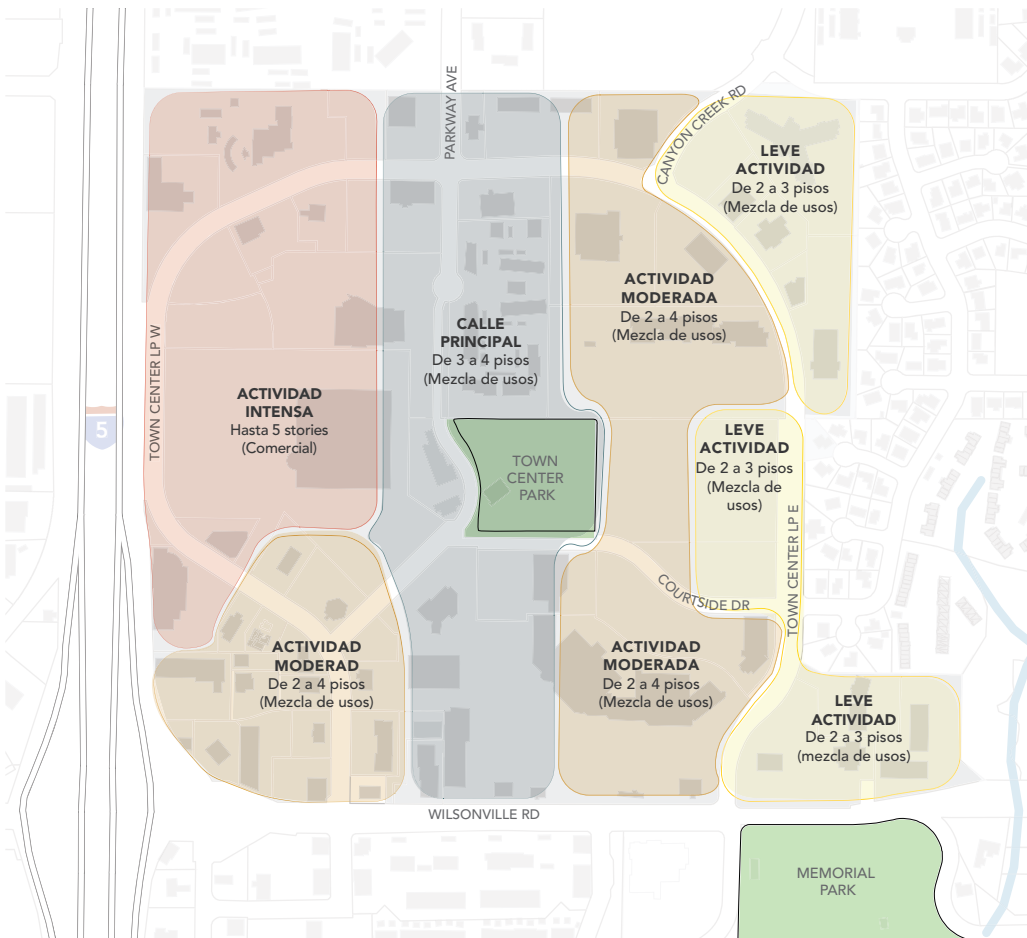 PARKWAY AVE
CANYON CREEK RD
LEVE
ACTIVIDAD
De 2 a 3 pisos
(Mezcla de usos)
ACTIVIDAD
MODERADA
De 2 a 4 pisos
(Mezcla de usos)
CALLE
PRINCIPAL
De 3 a 4 pisos
(Mezcla de usos)
TOWN CENTER LP W
ACTIVIDAD
INTENSA
Hasta 5 stories
(Comercial)
5
LEVE
ACTIVIDAD
De 2 a 3 pisos
(Mezcla de
usos)
TOWN
CENTER
PARK
TOWN CENTER LP E
COURTSIDE DR
ACTIVIDAD
MODERAD
De 2 a 4 pisos
(Mezcla de usos)
ACTIVIDAD
MODERADA
De 2 a 4 pisos
(Mezcla de usos)
LEVE
ACTIVIDAD
De 2 a 3 pisos
(mezcla de usos)
WILSONVILLE RD
MEMORIAL
PARK